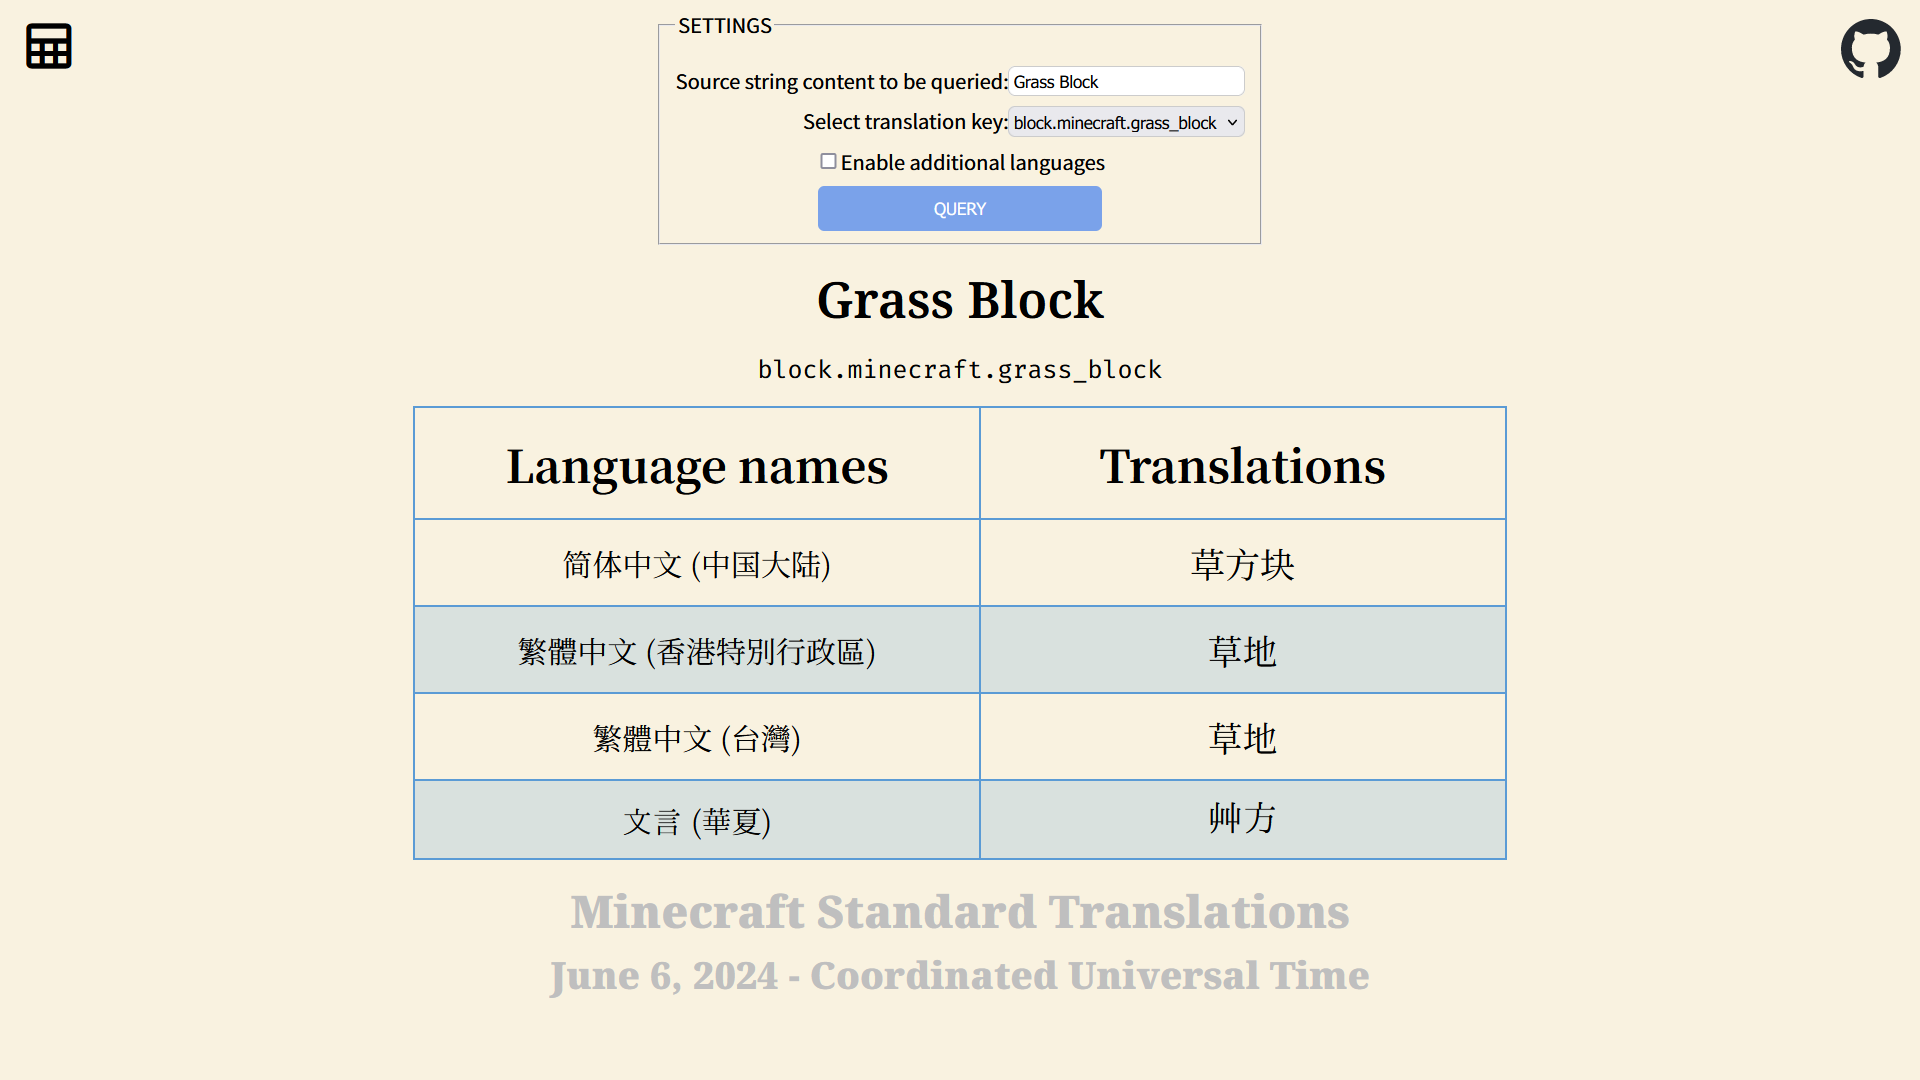 SETTINGS
Source string content to be queried: Grass Block
Select translation key: block.minecraft.grass_block
Enable additional languages
QUERY
Grass Block
block.minecraft.grass_block
Language names Translations
简体中文 (中国大陆) 草方块
繁體中文 (香港特別行政區) 草地
繁體中文 (台灣) 草地
文言 (華夏) 艸方
Minecraft Standard Translations
June 6, 2024 - Coordinated Universal Time